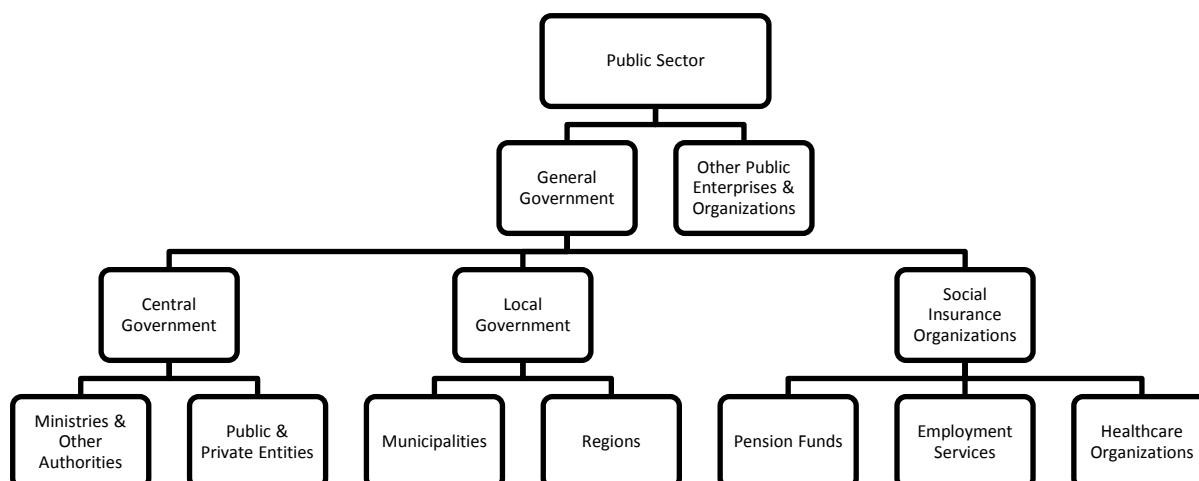 Public Sector
General
Government
Other Public
Enterprises &
Organizations
Central
Government
Local
Government
Social
Insurance
Organizations
Ministries &
Other
Authorities
Public &
Private Entities
Municipalities
Regions
Pension Funds
Employment
Services
Healthcare
Organizations